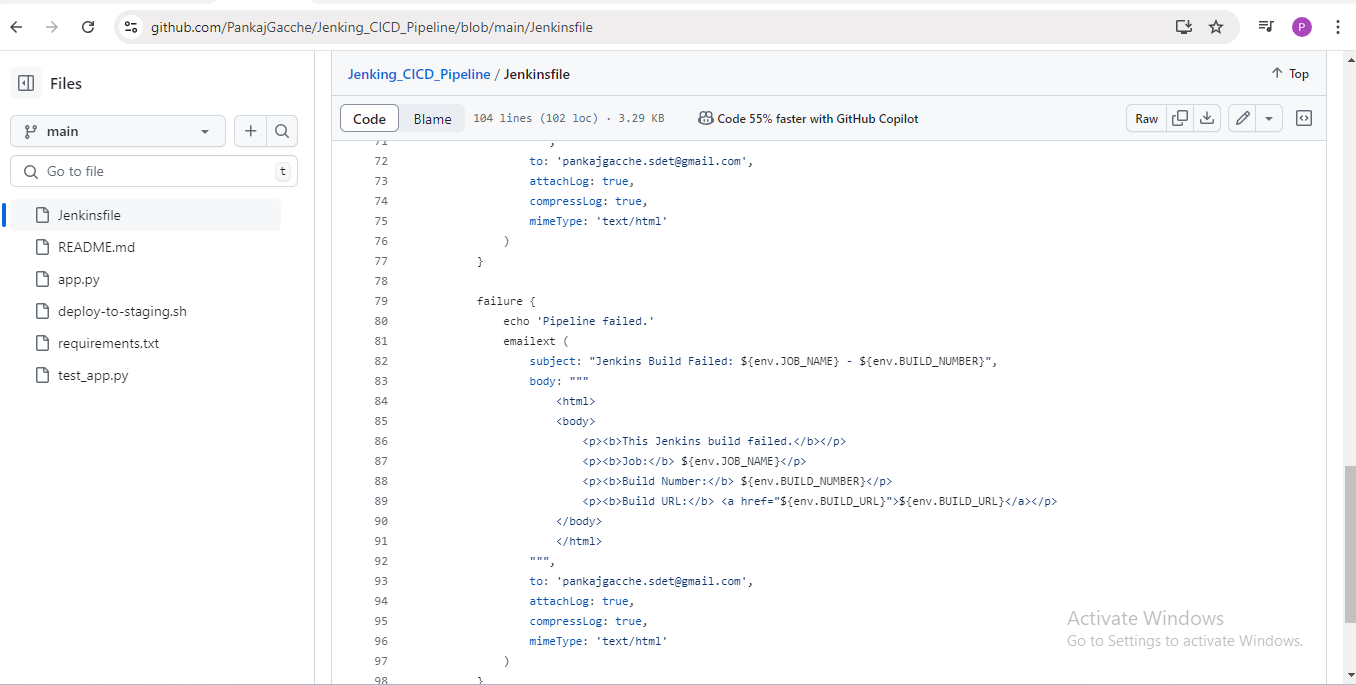 github.com/PankajGacche/Jenking_CICD_Pipeline/blob/main/Jenkinsfile
P
Files
main
Go to file
t
Jenkinsfile
README.md
app.py
deploy-to-staging.sh
requirements.txt
test_app.py
Jenking_CICD_Pipeline / Jenkinsfile
Top
Code Blame 104 lines (102 loc) · 3.29 KB Code 55% faster with GitHub Copilot Raw
71 ,
72 to: 'pankajgacche.sdet@gmail.com',
73 attachLog: true,
74 compressLog: true,
75 mimeType: 'text/html'
76 )
77 }
78
79 failure {
80 echo 'Pipeline failed.'
81 emailext (
82 subject: "Jenkins Build Failed: ${env.JOB_NAME} - ${env.BUILD_NUMBER}",
83 body: """
84 <html>
85 <body>
86 <p><b>This Jenkins build failed.</b></p>
87 <p><b>Job:</b> ${env.JOB_NAME}</p>
88 <p><b>Build Number:</b> ${env.BUILD_NUMBER}</p>
89 <p><b>Build URL:</b> <a href="${env.BUILD_URL}">${env.BUILD_URL}</a></p>
90 </body>
91 </html>
92 """,
93 to: 'pankajgacche.sdet@gmail.com',
94 attachLog: true,
95 compressLog: true,
96 mimeType: 'text/html'
97 )
98 }
Activate Windows
Go to Settings to activate Windows.